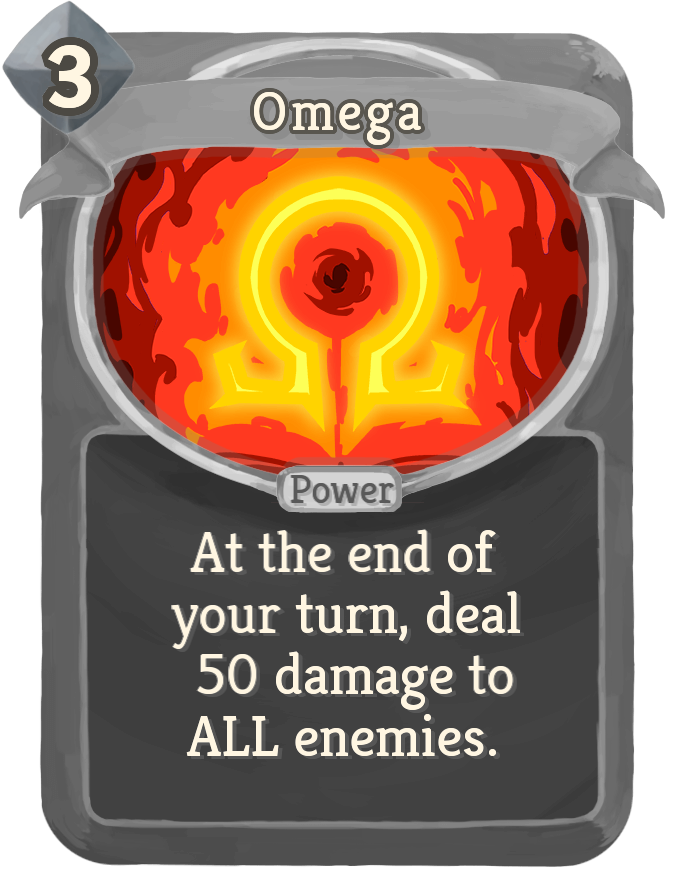 3
Omega
Power
At the end of
your turn, deal
50 damage to
ALL enemies.